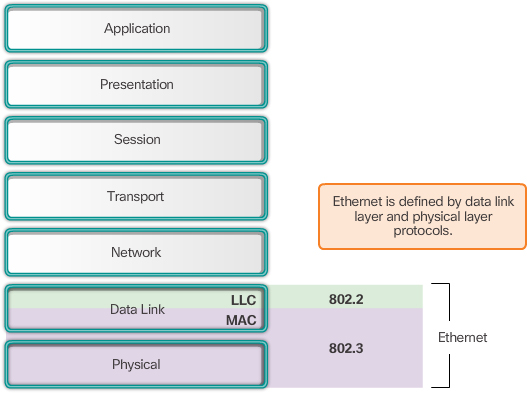 Application
Presentation
Session
Transport
Ethernet is defined by data link
layer and physical layer
protocols.
Network
Data Link
LLC
MAC
802.2
802.3
Ethernet
Physical